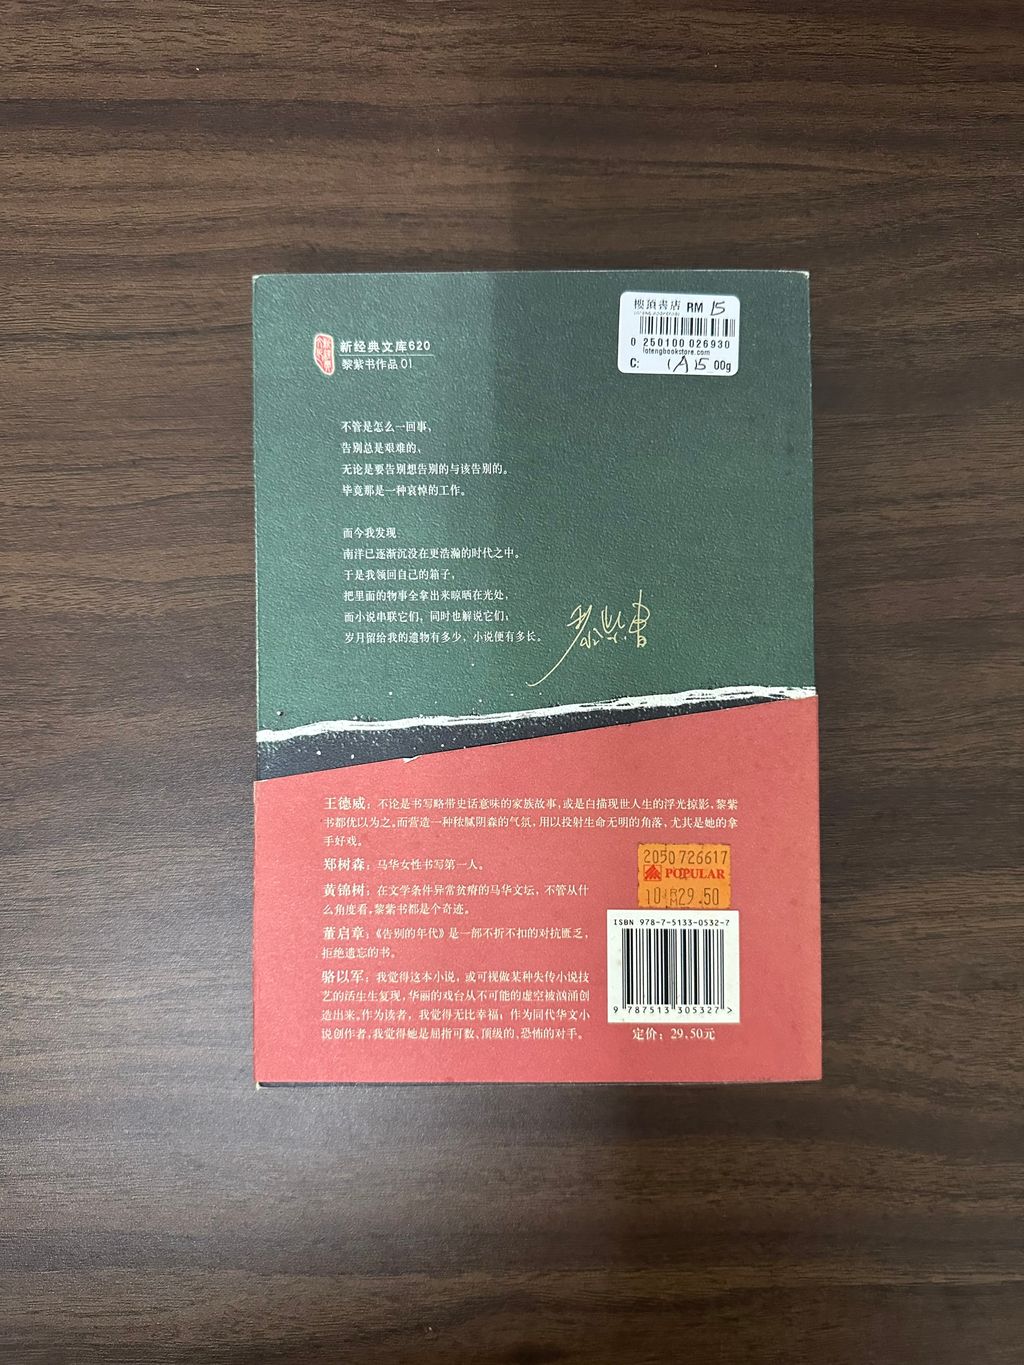 樓頂書店 RM 15
0 250100 026930
lotengbookstore.com
C: 1A15 00g
新经典文库620
黎紫书作品 01
不管是怎么一回事、
告别总是艰难的、
无论是要告别想告别的与该告别的。
毕竟那是一种哀悼的工作。
而今我发现
南洋已逐渐沉没在更浩瀚的时代之中。
于是我领回自己的箱子，
把里面的物事全拿出来晾晒在光处，
而小说串联它们，同时也解说它们：
岁月留给我的遗物有多少，小说便有多长。
黎紫书
王德威：不论是书写略带史话意味的家族故事，或是白描现世人生的浮光掠影，黎紫
书都优以为之。而营造一种秾腻阴森的气氛，用以投射生命无明的角落，尤其是她的拿
手好戏。
郑树森：马华女性书写第一人。
黄锦树：在文学条件异常贫瘠的马华文坛，不管从什
么角度看，黎紫书都是个奇迹。
董启章：《告别的年代》是一部不折不扣的对抗匮乏，
拒绝遗忘的书。
骆以军：我觉得这本小说，或可视做某种失传小说技
艺的活生生复现，华丽的戏台从不可能的虚空被汹涌创
造出来。作为读者，我觉得无比幸福；作为同代华文小
说创作者，我觉得她是屈指可数、顶级的、恐怖的对手。
2050 726617
POPULAR
29.50
ISBN 978-7-5133-0532-7
9 787513 305327 >
定价：29.50元